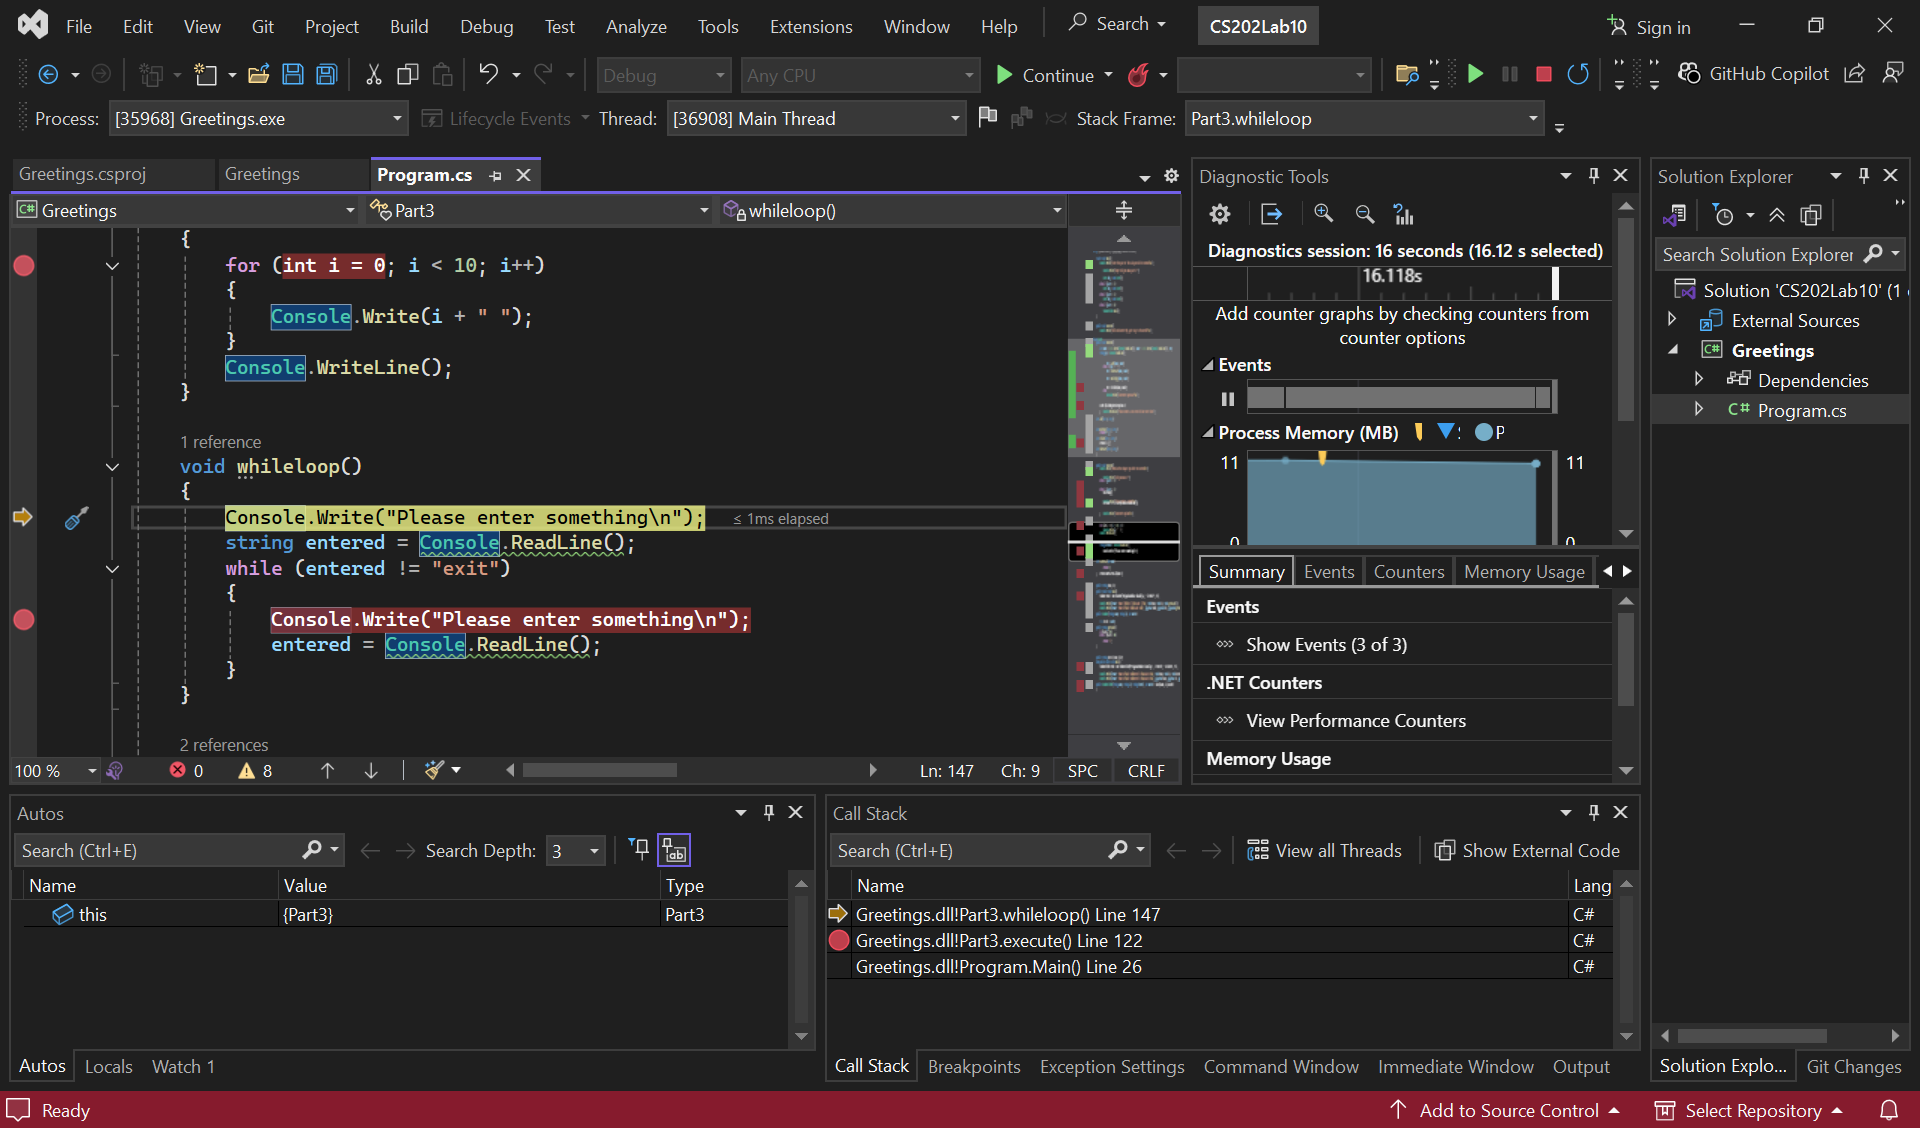 File Edit View Git Project Build Debug Test Analyze Tools Extensions Window Help Search CS202Lab10 Sign in
Debug Any CPU Continue GitHub Copilot
Process: [35968] Greetings.exe Lifecycle Events Thread: [36908] Main Thread Stack Frame: Part3.whileloop
Greetings.csproj Greetings Program.cs
C# Greetings Part3 whileloop()
{
for (int i = 0; i < 10; i++)
{
Console.Write(i + " ");
}
Console.WriteLine();
}
1 reference
void whileloop()
{
Console.Write("Please enter something\n"); ≤ 1ms elapsed
string entered = Console.ReadLine();
while (entered != "exit")
{
Console.Write("Please enter something\n");
entered = Console.ReadLine();
}
}
2 references
100 % 0 8 Ln: 147 Ch: 9 SPC CRLF
Diagnostic Tools
Diagnostics session: 16 seconds (16.12 s selected)
16.118s
Add counter graphs by checking counters from
counter options
Events
Process Memory (MB) P
11 11
0 0
Summary Events Counters Memory Usage
Events
Show Events (3 of 3)
.NET Counters
View Performance Counters
Memory Usage
Solution Explorer
Search Solution Explorer
Solution 'CS202Lab10' (1
External Sources
C# Greetings
Dependencies
C# Program.cs
Solution Explo... Git Changes
Autos
Search (Ctrl+E) Search Depth: 3
Name Value Type
this {Part3} Part3
Autos Locals Watch 1
Call Stack
Search (Ctrl+E) View all Threads Show External Code
Name Lang
Greetings.dll!Part3.whileloop() Line 147 C#
Greetings.dll!Part3.execute() Line 122 C#
Greetings.dll!Program.Main() Line 26 C#
Call Stack Breakpoints Exception Settings Command Window Immediate Window Output
Ready Add to Source Control Select Repository